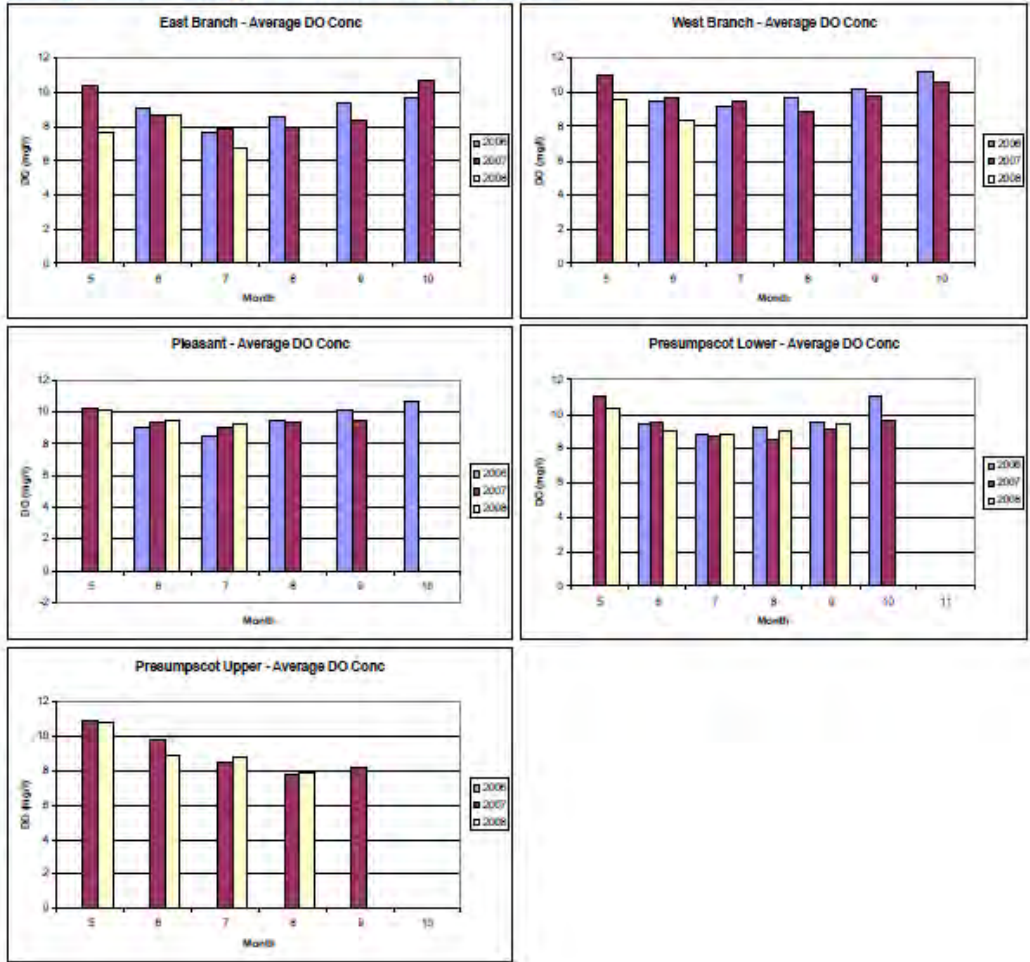 East Branch - Average DO Conc
12
10
8
6
4
2
0
DO (mg/l)
5 6 7 8 9 10
Month
2006
2007
2008
West Branch - Average DO Conc
12
10
8
6
4
2
0
DO (mg/l)
5 6 7 8 9 10
Month
2006
2007
2008
Pleasant - Average DO Conc
12
10
8
6
4
2
0
-2
DO (mg/l)
5 6 7 8 9 10
Month
2006
2007
2008
Presumpscot Lower - Average DO Conc
12
10
8
6
4
2
0
DO (mg/l)
5 6 7 8 9 10 11
Month
2006
2007
2008
Presumpscot Upper - Average DO Conc
12
10
8
6
4
2
0
DO (mg/l)
5 6 7 8 9 10
Month
2006
2007
2008